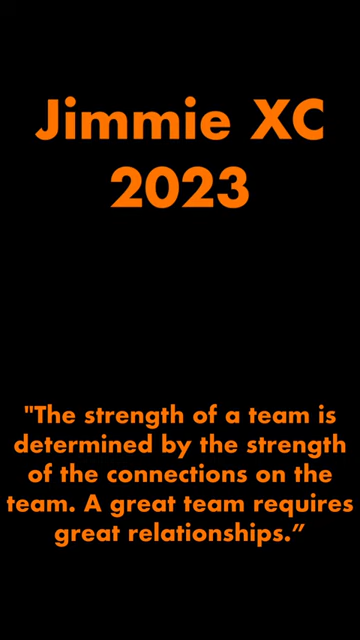 Jimmie XC
2023
"The strength of a team is
determined by the strength
of the connections on the
team. A great team requires
great relationships.”